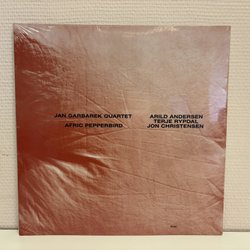 JAN GARBAREK QUARTET
AFRIC PEPPERBIRD
ARILD ANDERSEN
TERJE RYPDAL
JON CHRISTENSEN